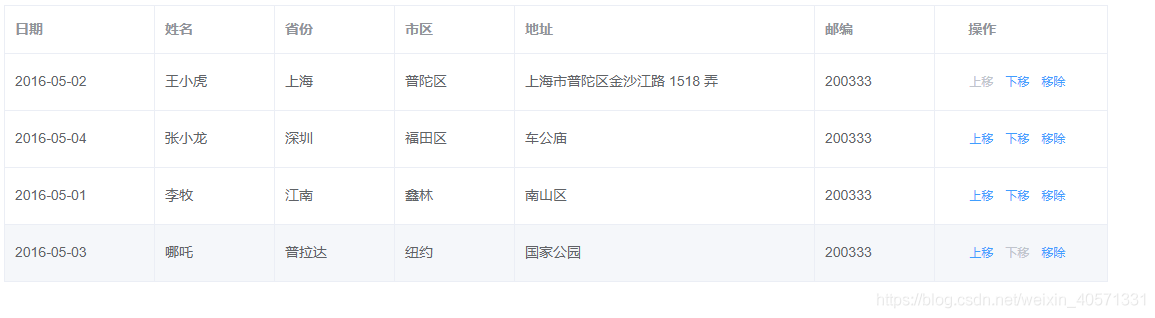 日期 姓名 省份 市区 地址 邮编 操作
2016-05-02 王小虎 上海 普陀区 上海市普陀区金沙江路 1518 弄 200333 上移 下移 移除
2016-05-04 张小龙 深圳 福田区 车公庙 200333 上移 下移 移除
2016-05-01 李牧 江南 鑫林 南山区 200333 上移 下移 移除
2016-05-03 哪吒 普拉达 纽约 国家公园 200333 上移 下移 移除
https://blog.csdn.net/weixin_40571331